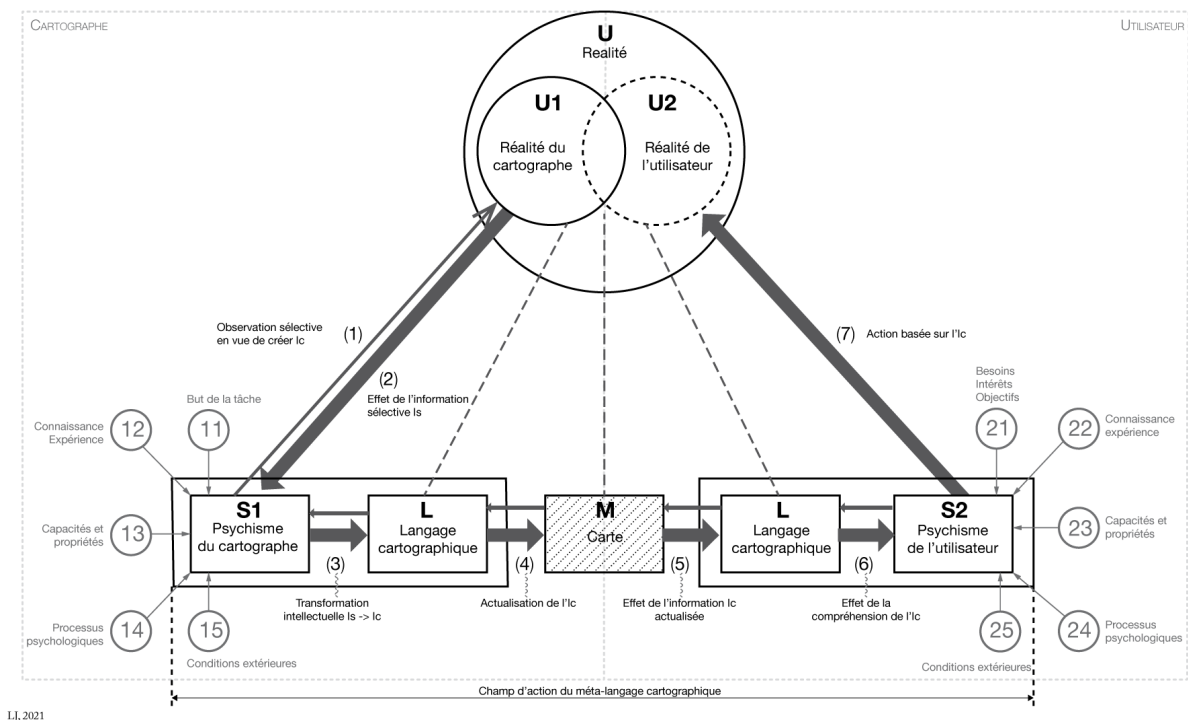 CARTOGRAPHE
UTILISATEUR
U
Realité
U1
U2
Réalité du
cartographe
Réalité de
l'utilisateur
Observation sélective
en vue de créer Ic
(1)
(2)
Effet de l'information
sélective Is
(7)
Action basée sur l'Ic
Connaissance
Expérience
12
But de la tâche
11
Besoins
Intérêts
Objectifs
21
22
Connaissance
expérience
Capacités et
propriétés
13
S1
Psychisme
du cartographe
L
Langage
cartographique
M
Carte
L
Langage
cartographique
S2
Psychisme
de l'utilisateur
23
Capacités et
propriétés
(3)
(4)
(5)
(6)
Transformation
intellectuelle Is -> Ic
Actualisation de l'Ic
Effet de l'information Ic
actualisée
Effet de la
compréhension de l'Ic
Processus
psychologiques
14
15
Conditions extérieures
25
Conditions extérieures
24
Processus
psychologiques
Champ d'action du méta-langage cartographique
LJ, 2021